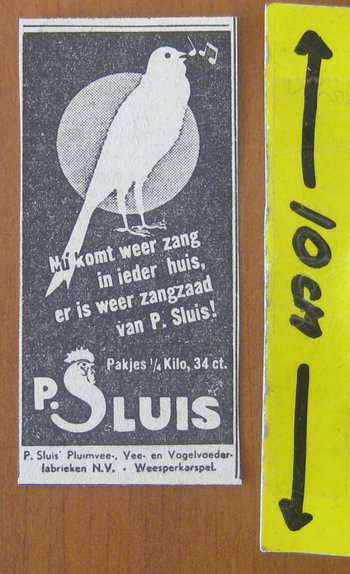 Nu komt weer zang
in ieder huis,
er is weer zangzaad
van P. Sluis!
Pakjes ¼ Kilo, 34 ct.
P. SLUIS
P. Sluis' Pluimvee-, Vee- en Vogelvoeder-
fabrieken N.V. • Weesperkarspel.
10 cm